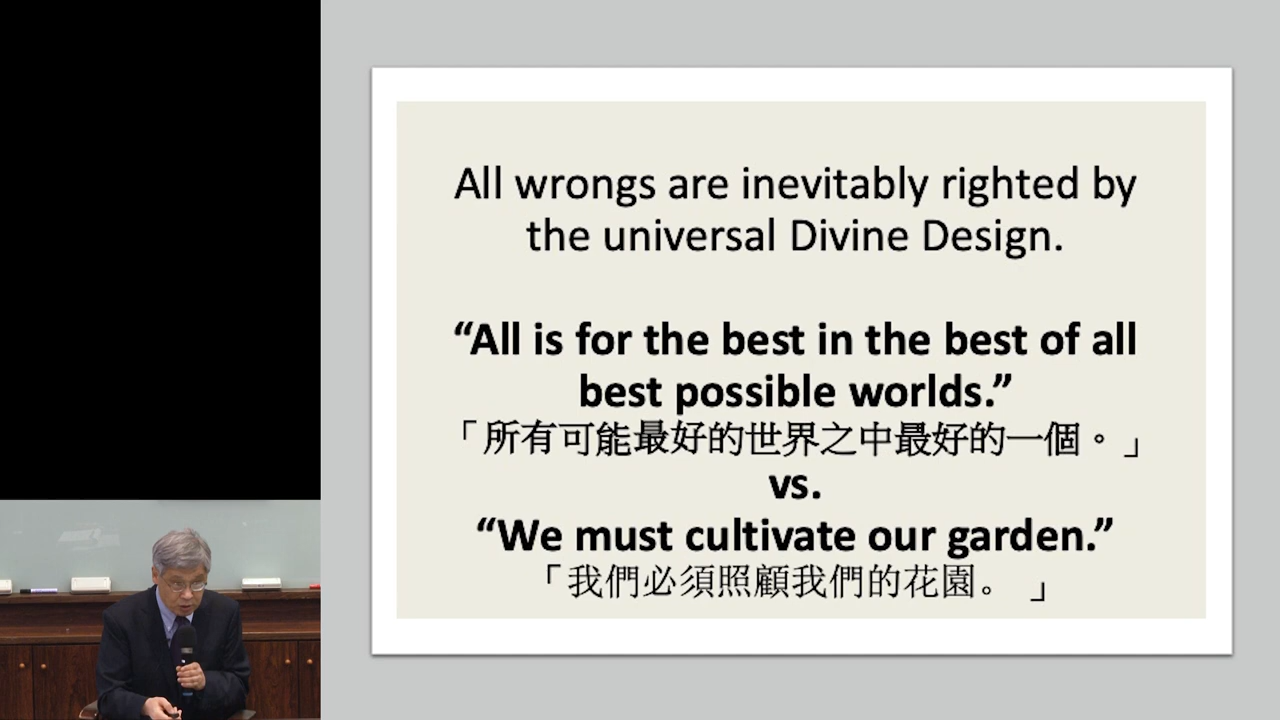 All wrongs are inevitably righted by
the universal Divine Design.
“All is for the best in the best of all
best possible worlds.”
「所有可能最好的世界之中最好的一個。」
vs.
“We must cultivate our garden.”
「我們必須照顧我們的花園。 」